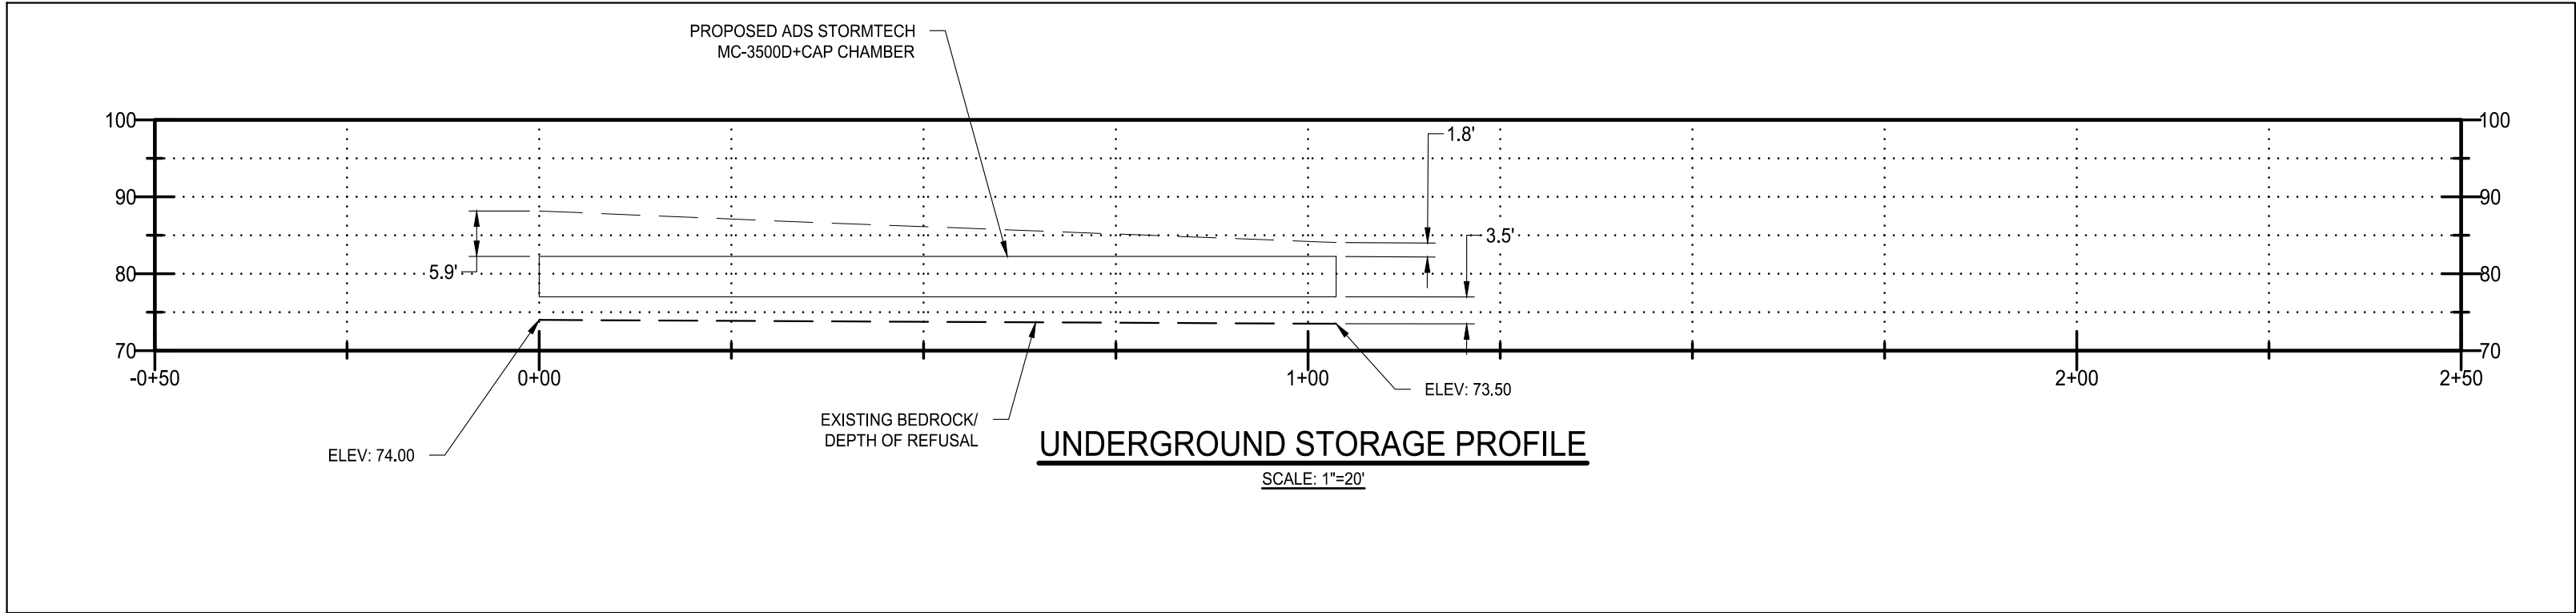 PROPOSED ADS STORMTECH
MC-3500D+CAP CHAMBER
1.8'
100
100
90
90
3.5'
5.9'
80
80
70
70
-0+50
0+00
1+00
2+00
2+50
ELEV: 73.50
EXISTING BEDROCK/
DEPTH OF REFUSAL
ELEV: 74.00
UNDERGROUND STORAGE PROFILE
SCALE: 1"=20'